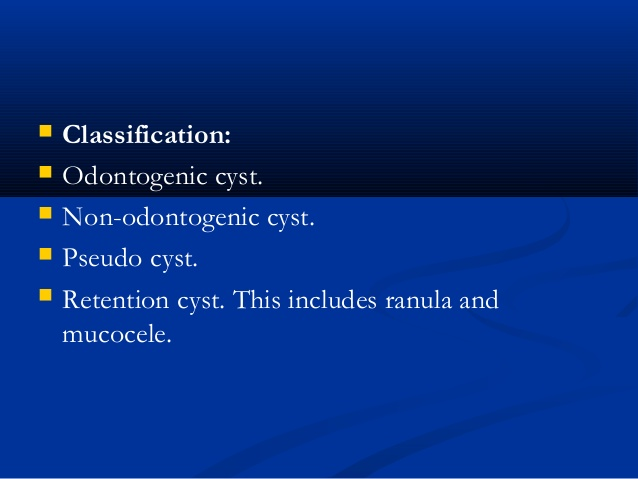 Classification:
Odontogenic cyst.
Non-odontogenic cyst.
Pseudo cyst.
Retention cyst. This includes ranula and
mucocele.